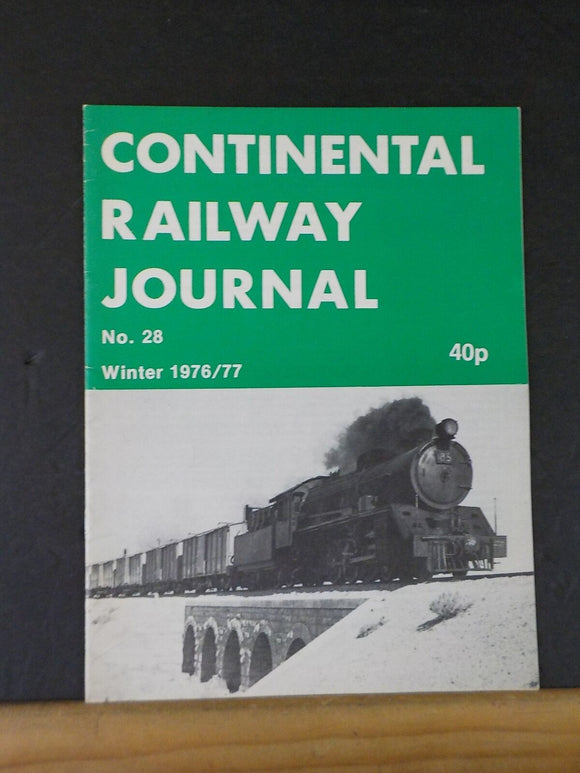 CONTINENTAL
RAILWAY
JOURNAL
No. 28
40p
Winter 1976/77